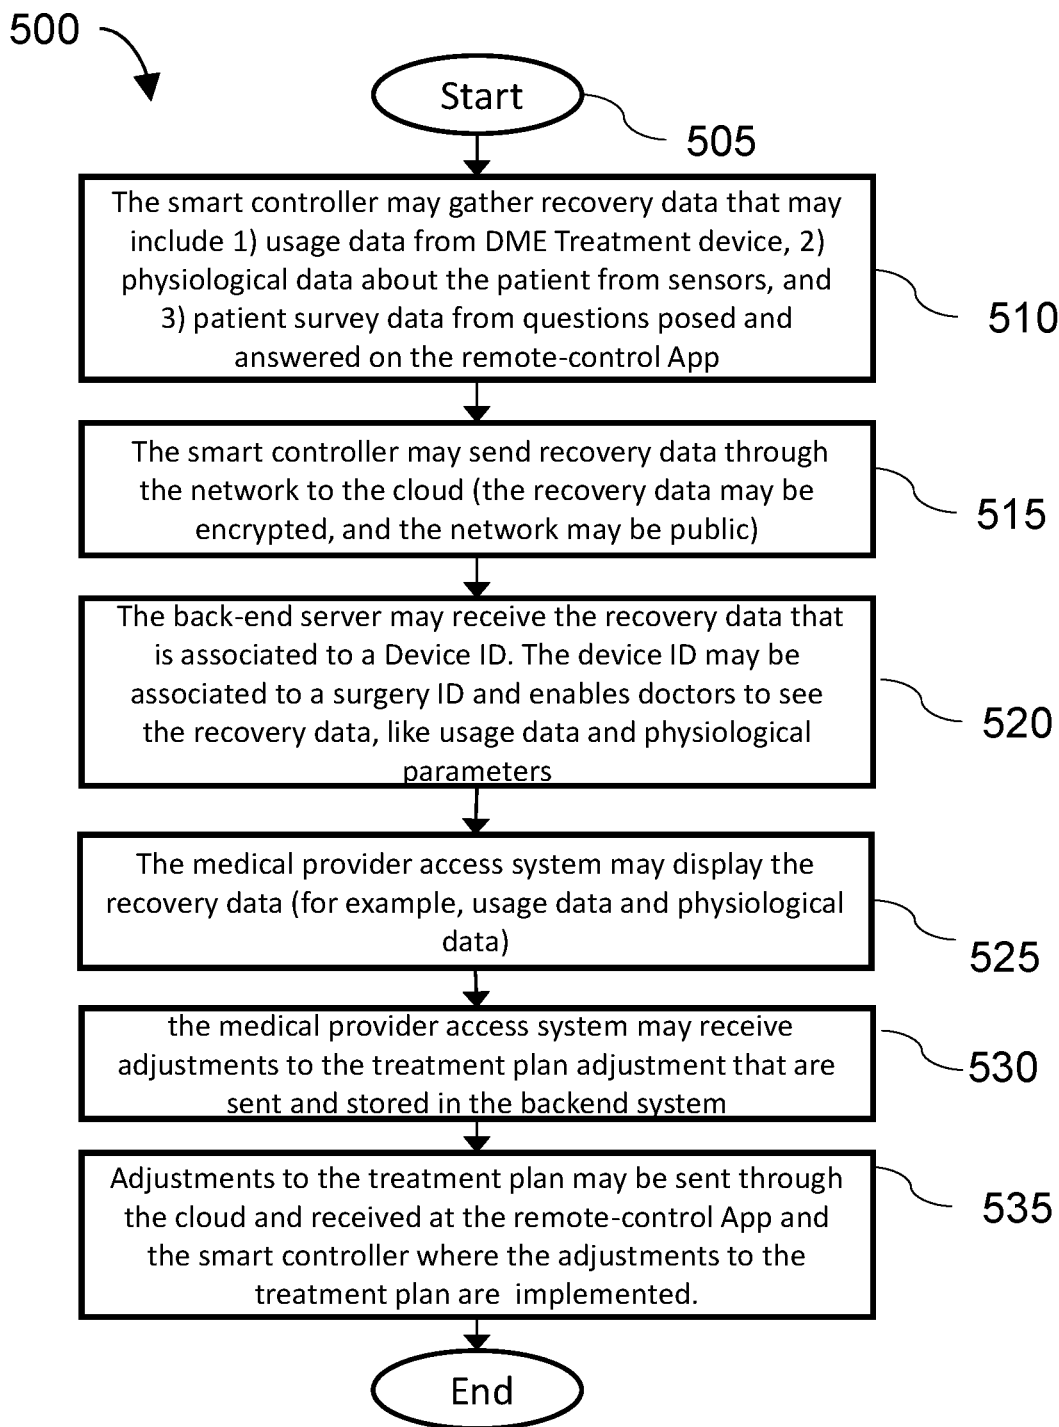 500
Start
505
The smart controller may gather recovery data that may
include 1) usage data from DME Treatment device, 2)
physiological data about the patient from sensors, and
3) patient survey data from questions posed and
answered on the remote-control App
510
The smart controller may send recovery data through
the network to the cloud (the recovery data may be
encrypted, and the network may be public)
515
The back-end server may receive the recovery data that
is associated to a Device ID. The device ID may be
associated to a surgery ID and enables doctors to see
the recovery data, like usage data and physiological
parameters
520
The medical provider access system may display the
recovery data (for example, usage data and physiological
data)
525
the medical provider access system may receive
adjustments to the treatment plan adjustment that are
sent and stored in the backend system
530
Adjustments to the treatment plan may be sent through
the cloud and received at the remote-control App and
the smart controller where the adjustments to the
treatment plan are  implemented.
535
End